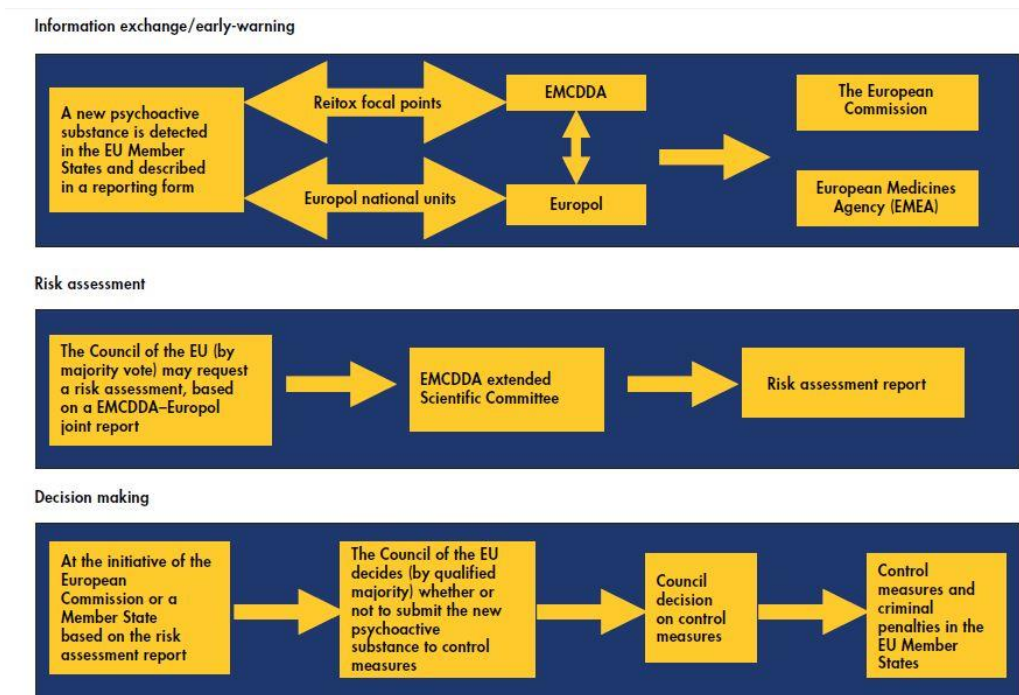 Information exchange/early-warning
A new psychoactive
substance is detected
in the EU Member
States and described
in a reporting form
Reitox focal points
Europol national units
EMCDDA
Europol
The European
Commission
European Medicines
Agency (EMEA)
Risk assessment
The Council of the EU (by
majority vote) may request
a risk assessment, based
on a EMCDDA–Europol
joint report
EMCDDA extended
Scientific Committee
Risk assessment report
Decision making
At the initiative of the
European
Commission or a
Member State
based on the risk
assessment report
The Council of the EU
decides (by qualified
majority) whether or
not to submit the new
psychoactive
substance to control
measures
Council
decision
on control
measures
Control
measures and
criminal
penalties in the
EU Member
States